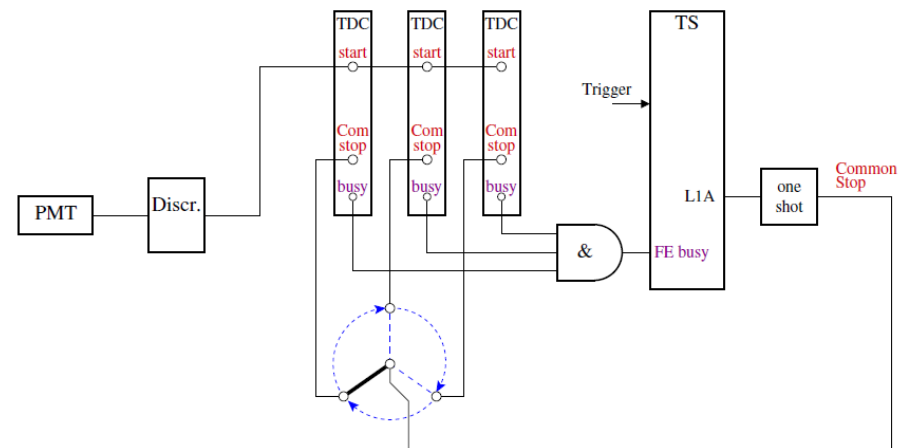 TDC
start
Com
stop
busy
TDC
start
Com
stop
busy
TDC
start
Com
stop
busy
TS
Trigger
L1A
FE busy
one
shot
Common
Stop
PMT
Discr.
&